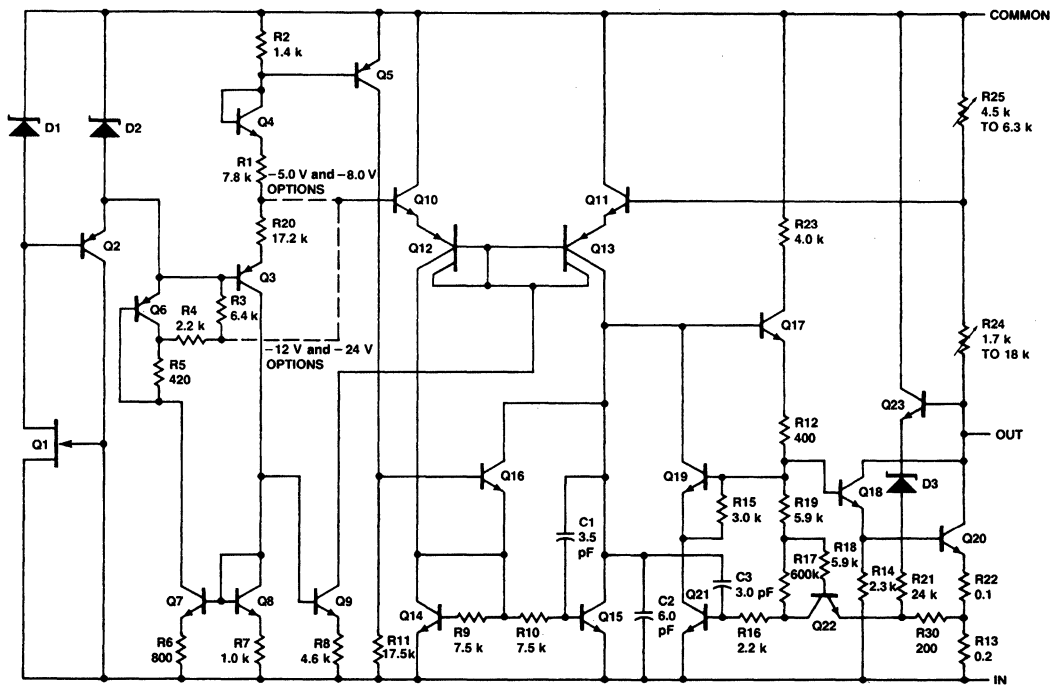 COMMON
R2
1.4 k
Q5
D1
D2
Q4
R25
4.5 k
TO 6.3 k
R1
7.8 k
–5.0 V and –8.0 V
OPTIONS
Q10
Q11
R20
17.2 k
Q2
Q12
Q13
R23
4.0 k
Q3
Q6
R4
2.2 k
R3
6.4 k
Q17
R24
1.7 k
TO 18 k
–12 V and –24 V
OPTIONS
R5
420
Q23
R12
400
OUT
Q1
Q16
Q19
Q18
D3
R15
3.0 k
R19
5.9 k
C1
3.5
pF
Q20
R17
600k
R18
5.9 k
R14
2.3 k
R21
24 k
R22
0.1
C3
3.0 pF
Q7
Q8
Q9
Q14
Q15
C2
6.0
pF
Q21
Q22
R9
7.5 k
R10
7.5 k
R16
2.2 k
R30
200
R13
0.2
R6
800
R7
1.0 k
R8
4.6 k
R11
17.5k
IN